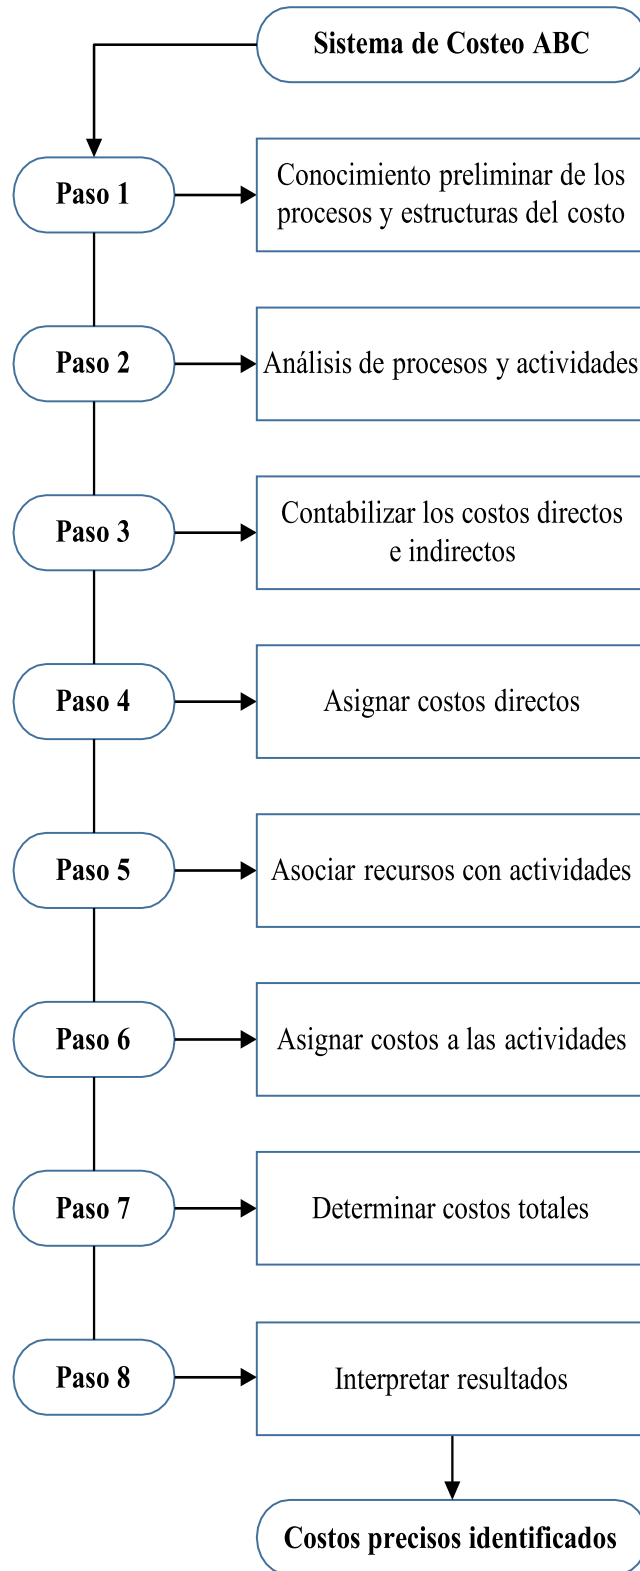 Sistema de Costeo ABC
Paso 1
Conocimiento preliminar de los
procesos y estructuras del costo
Paso 2
Análisis de procesos y actividades
Paso 3
Contabilizar los costos directos
e indirectos
Paso 4
Asignar costos directos
Paso 5
Asociar recursos con actividades
Paso 6
Asignar costos a las actividades
Paso 7
Determinar costos totales
Paso 8
Interpretar resultados
Costos precisos identificados